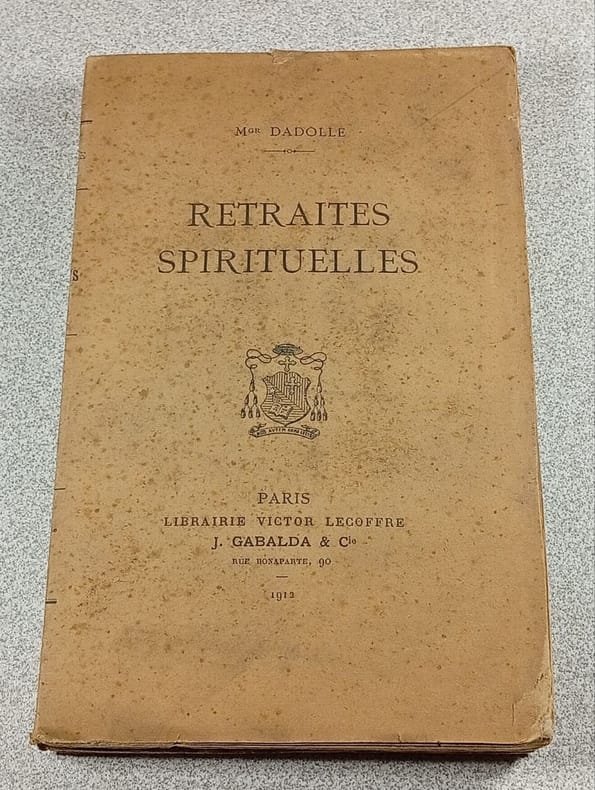 Mgr DADOLLE
RETRAITES
SPIRITUELLES
PARIS
LIBRAIRIE VICTOR LECOFFRE
J. GABALDA & Cie
RUE BONAPARTE, 90
1912